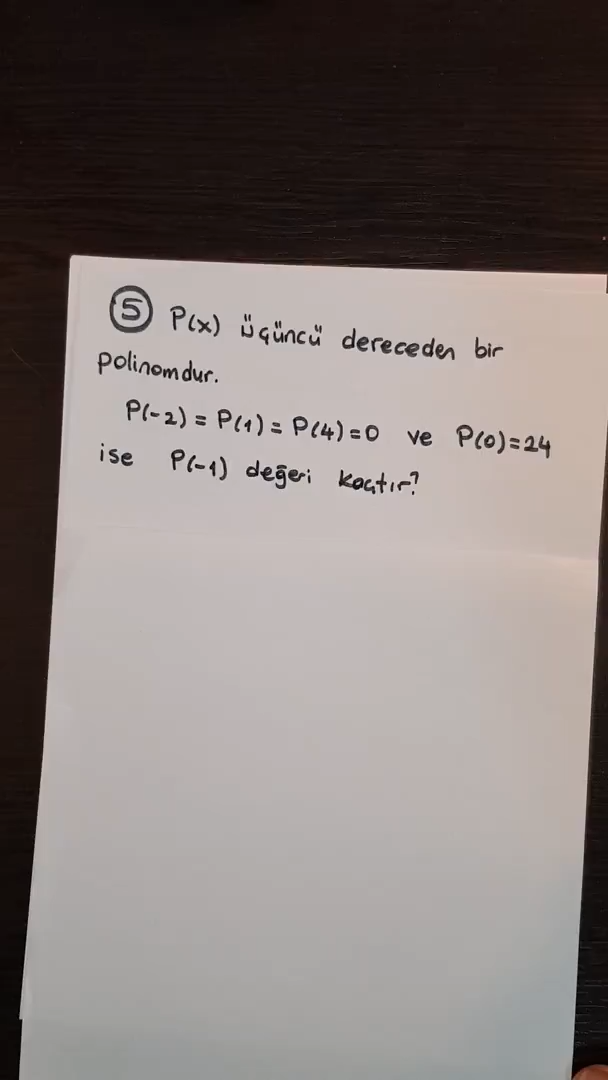 5 P(x) üçüncü dereceden bir
polinomdur.
P(-2) = P(1) = P(4) = 0 ve P(0)=24
ise P(-1) değeri kaçtır?